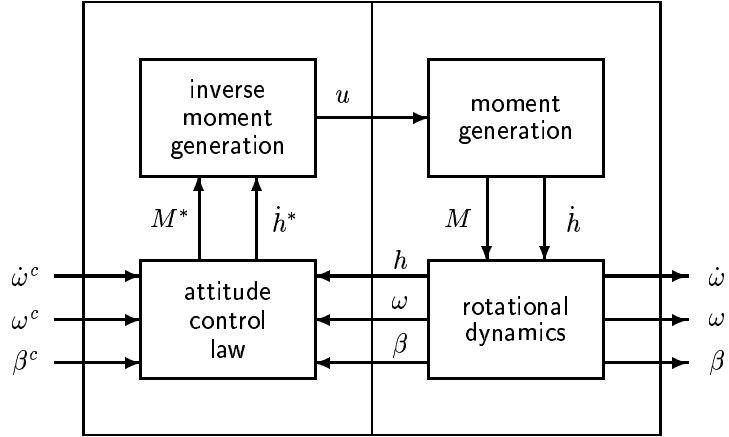 inverse
moment
generation
u
moment
generation
M*
ḣ*
M
ḣ
ω̇ᶜ
ωᶜ
βᶜ
attitude
control
law
h
ω
β
rotational
dynamics
ω̇
ω
β